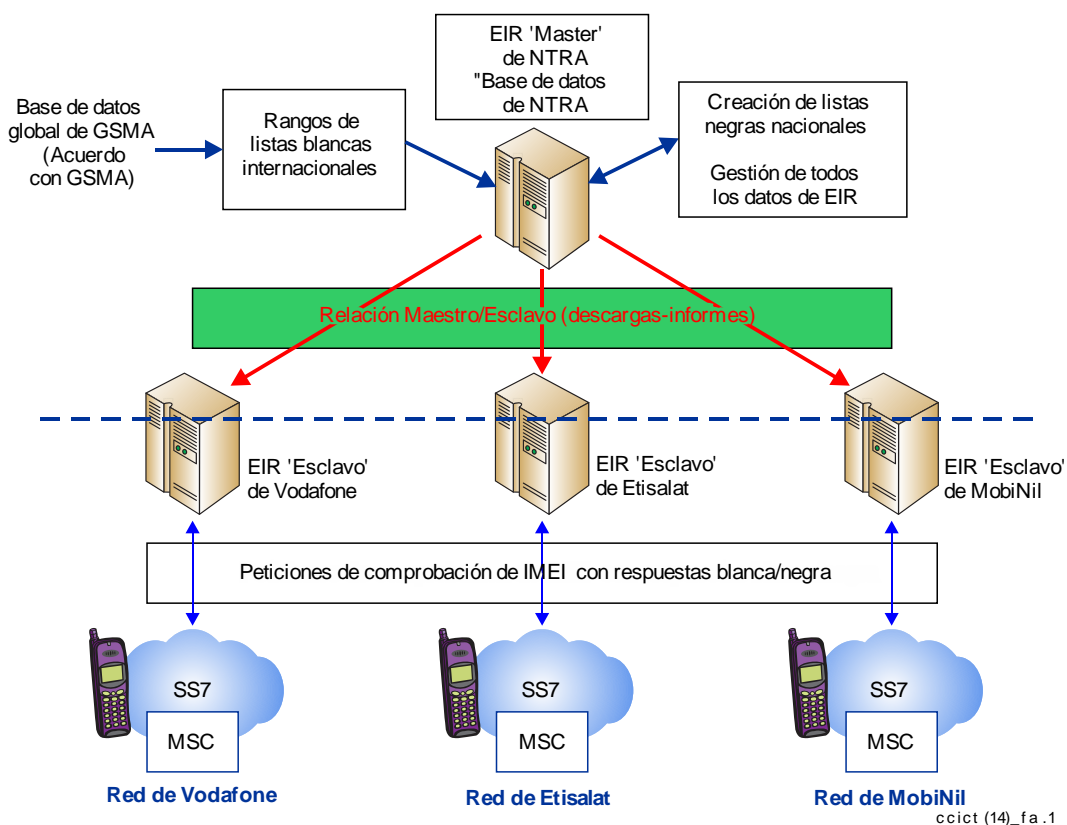 EIR 'Master'
de NTRA
"Base de datos
de NTRA
Base de datos
global de GSMA
(Acuerdo
con GSMA)
Rangos de
listas blancas
internacionales
Creación de listas
negras nacionales
Gestión de todos
los datos de EIR
Relación Maestro/Esclavo (descargas-informes)
EIR 'Esclavo'
de Vodafone
EIR 'Esclavo'
de Etisalat
EIR 'Esclavo'
de MobiNil
Peticiones de comprobación de IMEI con respuestas blanca/negra
SS7
MSC
SS7
MSC
SS7
MSC
Red de Vodafone
Red de Etisalat
Red de MobiNil
ccict (14)_fa.1